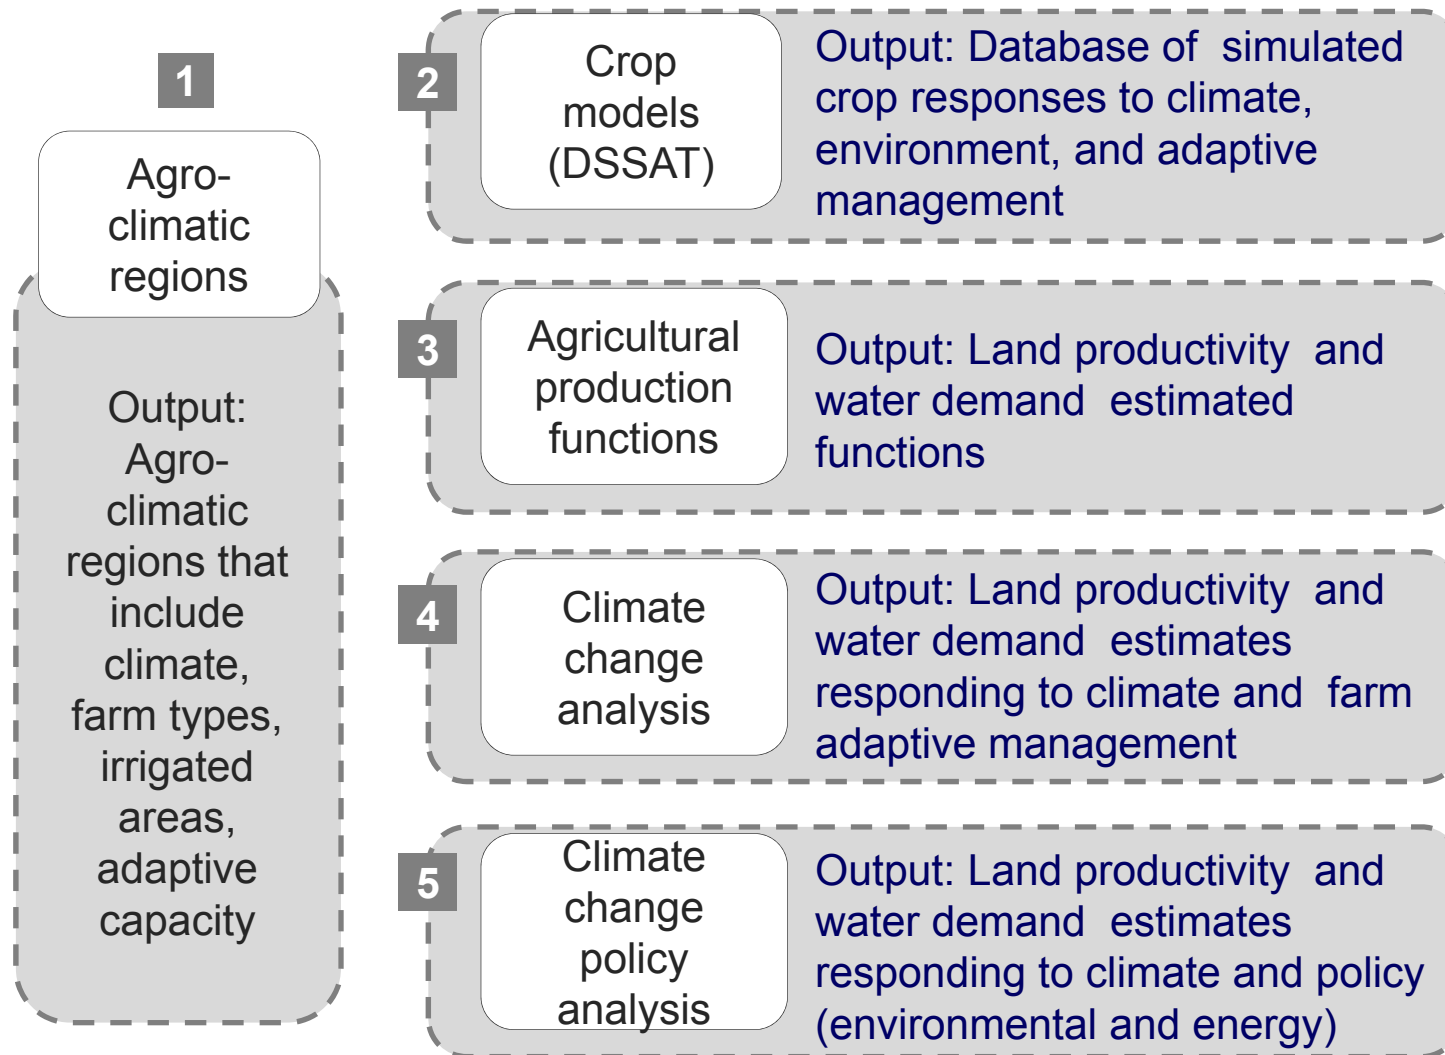 1
Agro-
climatic
regions
Output:
Agro-
climatic
regions that
include
climate,
farm types,
irrigated
areas,
adaptive
capacity
2
Crop
models
(DSSAT)
Output: Database of simulated
crop responses to climate,
environment, and adaptive
management
3
Agricultural
production
functions
Output: Land productivity and
water demand estimated
functions
4
Climate
change
analysis
Output: Land productivity and
water demand estimates
responding to climate and farm
adaptive management
5
Climate
change
policy
analysis
Output: Land productivity and
water demand estimates
responding to climate and policy
(environmental and energy)